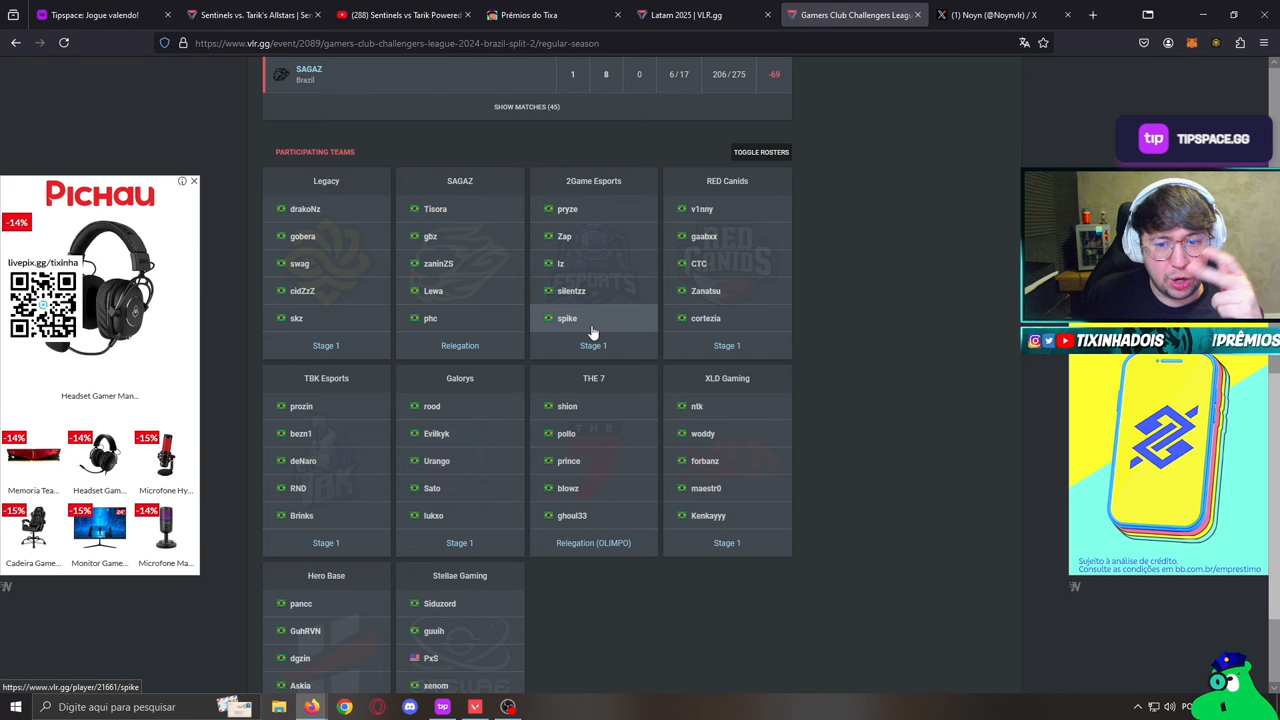 Tipspace: Jogue valendo!
Sentinels vs. Tarik's Allstars | Se
(288) Sentinels vs Tarik Powered
Prêmios do Tixa
Latam 2025 | VLR.gg
Gamers Club Challengers Leag
X (1) Noyn (@Noynvlr) / X
https://www.vlr.gg/event/2089/gamers-club-challengers-league-2024-brazil-split-2/regular-season
SAGAZ
Brazil
1 8 0 6/17 206/275 -69
SHOW MATCHES (45)
PARTICIPATING TEAMS
TOGGLE ROSTERS
Legacy SAGAZ 2Game Esports RED Canids
drakoNz Tisora pryze v1nny
gobera gbz Zap gaabxx
swag zaninZS lz CTC
cidZzZ Lewa silentzz Zanatsu
skz phc spike cortezia
Stage 1 Relegation Stage 1 Stage 1
TBK Esports Galorys THE 7 XLD Gaming
prozin rood shion ntk
bezn1 Evilkyk pollo woddy
deNaro Urango prince forbanz
RND Sato blowz maestr0
Brinks lukxo ghoul33 Kenkayyy
Stage 1 Stage 1 Relegation (OLIMPO) Stage 1
Hero Base Stellae Gaming
pancc Siduzord
GuhRVN guuih
dgzin PxS
Askia xenom
PICHAU
-14%
livepix.gg/tixinha
Headset Gamer Man...
-14% -14% -15%
Memoria Tea... Headset Gam... Microfone Hy...
-15% -15% -14%
Cadeira Game... Monitor Game... Microfone Ma...
tip TIPSPACE.GG
TIXINHADOIS !PRÊMIOS
Sujeito à análise de crédito.
Consulte as condições em bb.com.br/emprestimo
https://www.vlr.gg/player/21661/spike
Digite aqui para pesquisar
tip